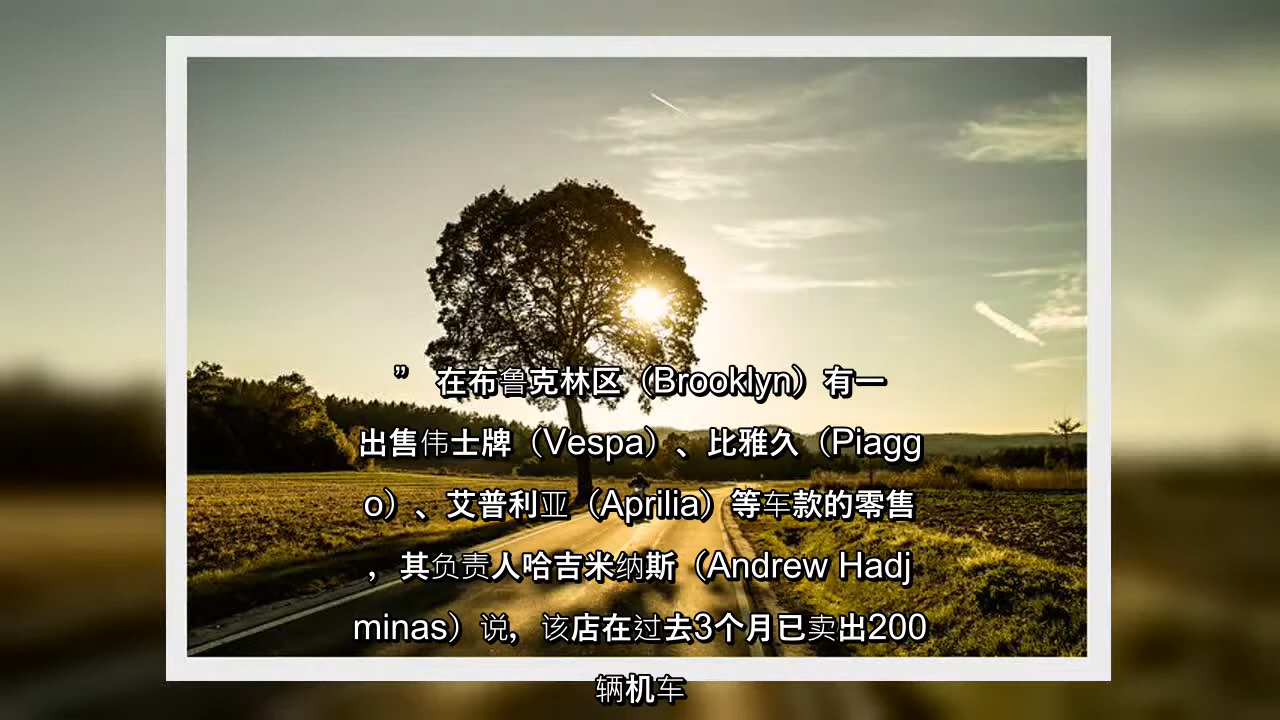 ” 在布鲁克林区（Brooklyn）有一
出售伟士牌（Vespa）、比雅久（Piagg
o）、艾普利亚（Aprilia）等车款的零售
，其负责人哈吉米纳斯（Andrew Hadj
minas）说，该店在过去3个月已卖出200
辆机车